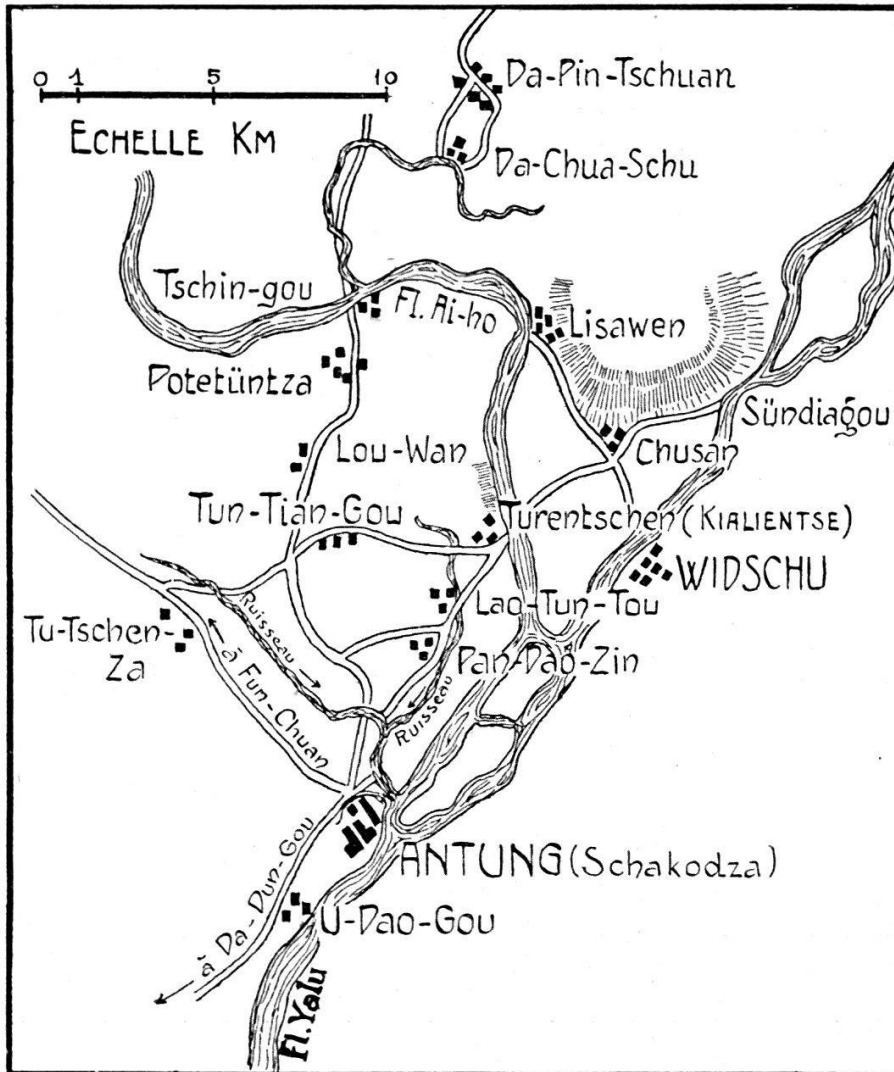 0 1 5 10
ECHELLE KM
Da-Pin-Tschuan
Da-Chua-Schu
Tschin-gou
Fl. Ai-ho
Lisawen
Potetüntza
Sündiagou
Lou-Wan
Chusan
Tun-Tian-Gou
Turentschen (KIALIENTSE)
WIDSCHU
Ruisseau
Lao-Tun-Tou
Tu-Tschen-
ZA
Pan-Dao-Zin
à Fun-Chuan
Ruisseau
ANTUNG (Schakodza)
à Da-Dun-Gou
U-Dao-Gou
Fl. Yalu